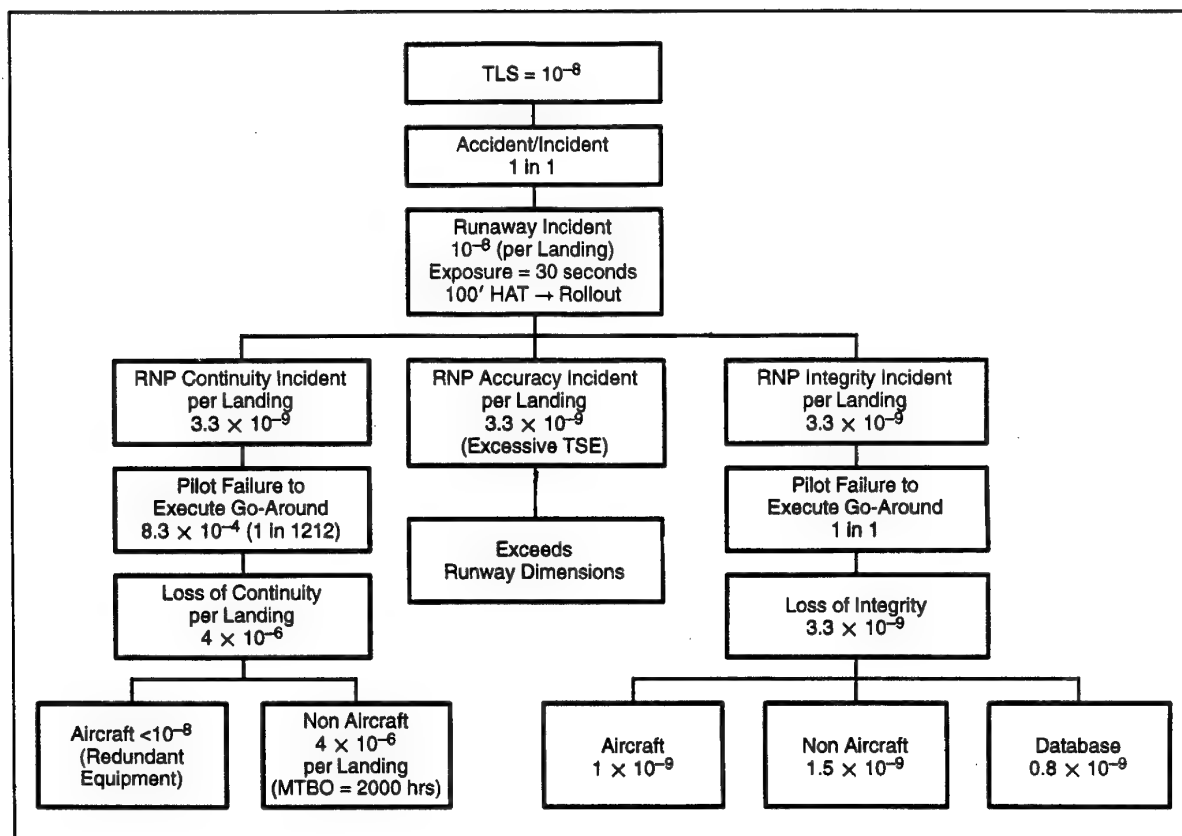 TLS = 10⁻⁸
Accident/Incident
1 in 1
Runaway Incident
10⁻⁸ (per Landing)
Exposure = 30 seconds
100' HAT → Rollout
RNP Continuity Incident
per Landing
3.3 × 10⁻⁹
RNP Accuracy Incident
per Landing
3.3 × 10⁻⁹
(Excessive TSE)
RNP Integrity Incident
per Landing
3.3 × 10⁻⁹
Pilot Failure to
Execute Go-Around
8.3 × 10⁻⁴ (1 in 1212)
Exceeds
Runway Dimensions
Pilot Failure to
Execute Go-Around
1 in 1
Loss of Continuity
per Landing
4 × 10⁻⁶
Loss of Integrity
3.3 × 10⁻⁹
Aircraft <10⁻⁸
(Redundant
Equipment)
Non Aircraft
4 × 10⁻⁶
per Landing
(MTBO = 2000 hrs)
Aircraft
1 × 10⁻⁹
Non Aircraft
1.5 × 10⁻⁹
Database
0.8 × 10⁻⁹